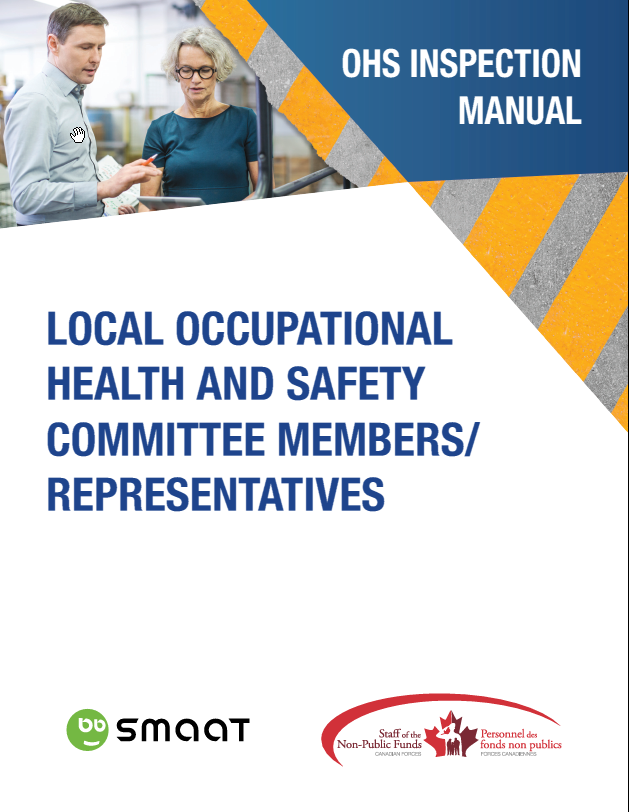 OHS INSPECTION
MANUAL
LOCAL OCCUPATIONAL
HEALTH AND SAFETY
COMMITTEE MEMBERS/
REPRESENTATIVES
smaat
Staff of the
Non-Public Funds
CANADIAN FORCES
Personnel des
fonds non publics
FORCES CANADIENNES